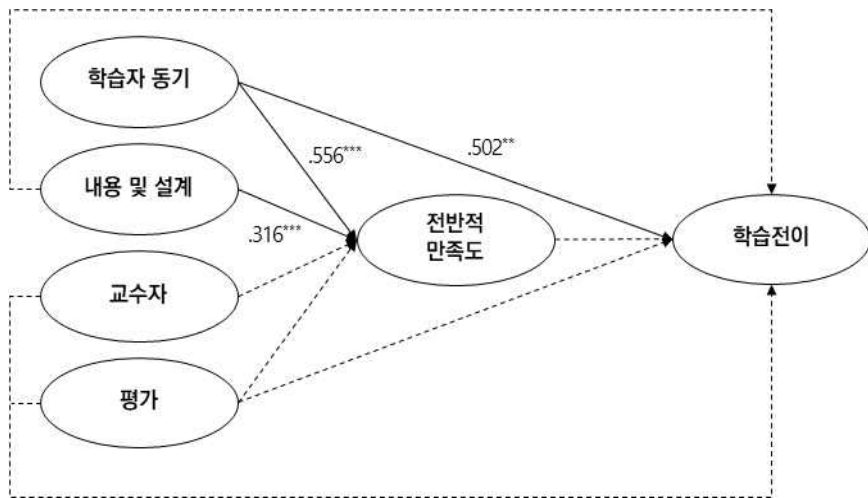 학습자 동기
.556***
.502**
내용 및 설계
.316***
전반적
만족도
학습전이
교수자
평가